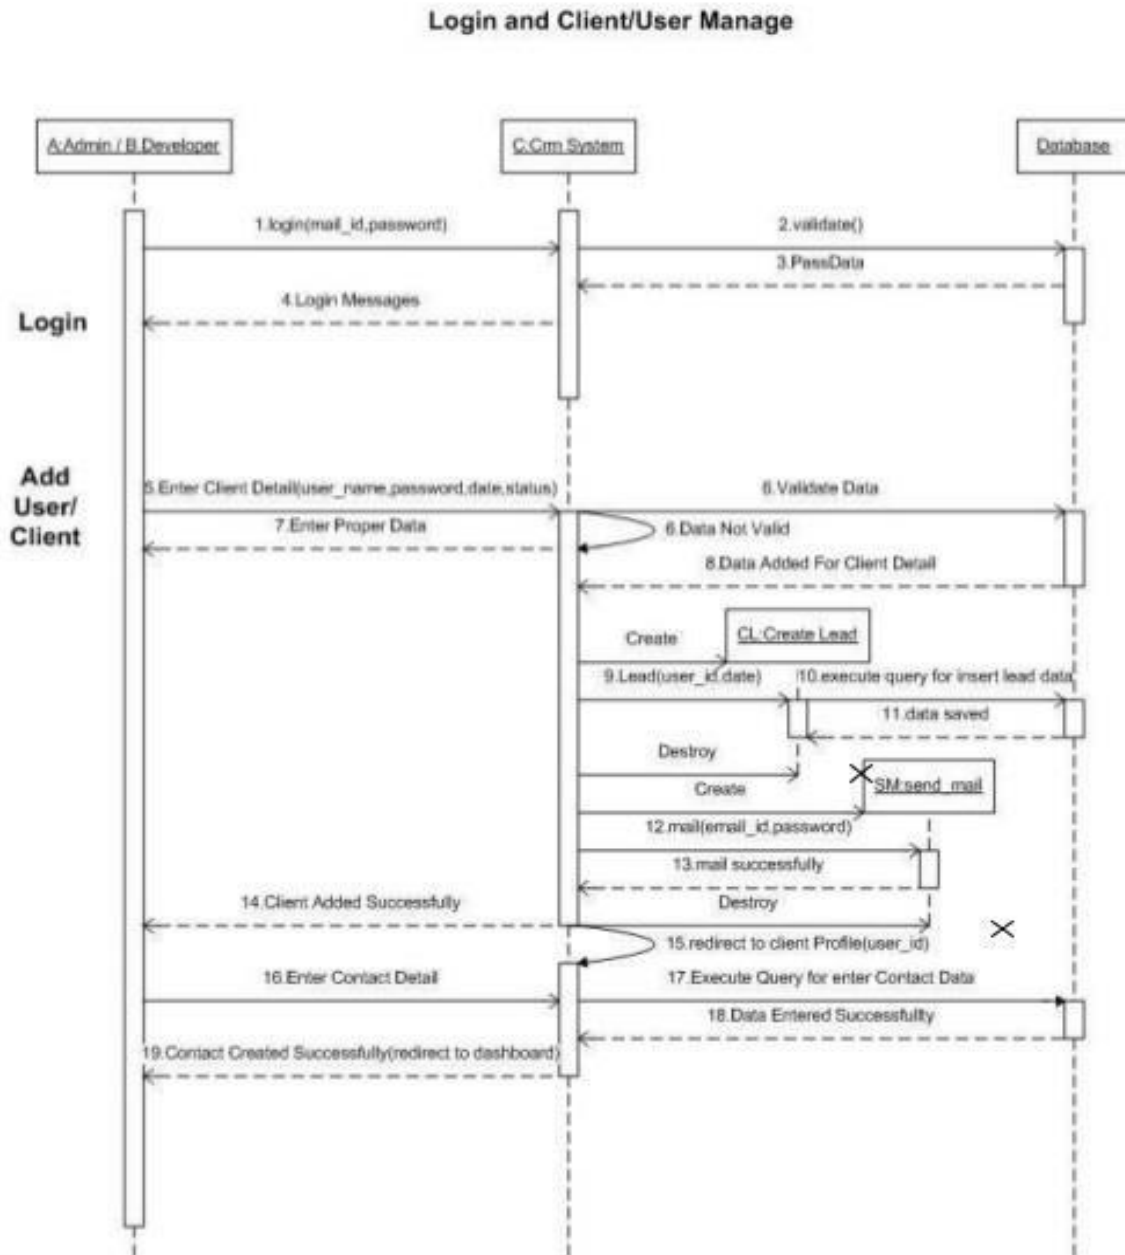 Login and Client/User Manage
A:Admin / B.Developer
C:Crm System
Database
1.login(mail_id,password)
2.validate()
3.PassData
4.Login Messages
Login
Add
User/
Client
5.Enter Client Detail(user_name,password,date,status)
6.Validate Data
7.Enter Proper Data
6.Data Not Valid
8.Data Added For Client Detail
Create
CL:Create Lead
9.Lead(user_id,date)
10.execute query for insert lead data
11.data saved
Destroy
Create
SM:send_mail
12.mail(email_id,password)
13.mail successfully
14.Client Added Successfully
Destroy
15.redirect to client Profile(user_id)
16.Enter Contact Detail
17.Execute Query for enter Contact Data
18.Data Entered Successfullty
19.Contact Created Successfully(redirect to dashboard)